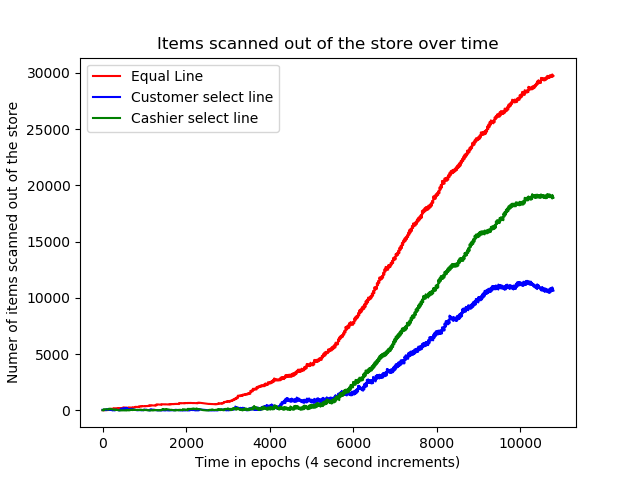 Items scanned out of the store over time
Numer of items scanned out of the store
30000
25000
20000
15000
10000
5000
0
Equal Line
Customer select line
Cashier select line
0 2000 4000 6000 8000 10000
Time in epochs (4 second increments)